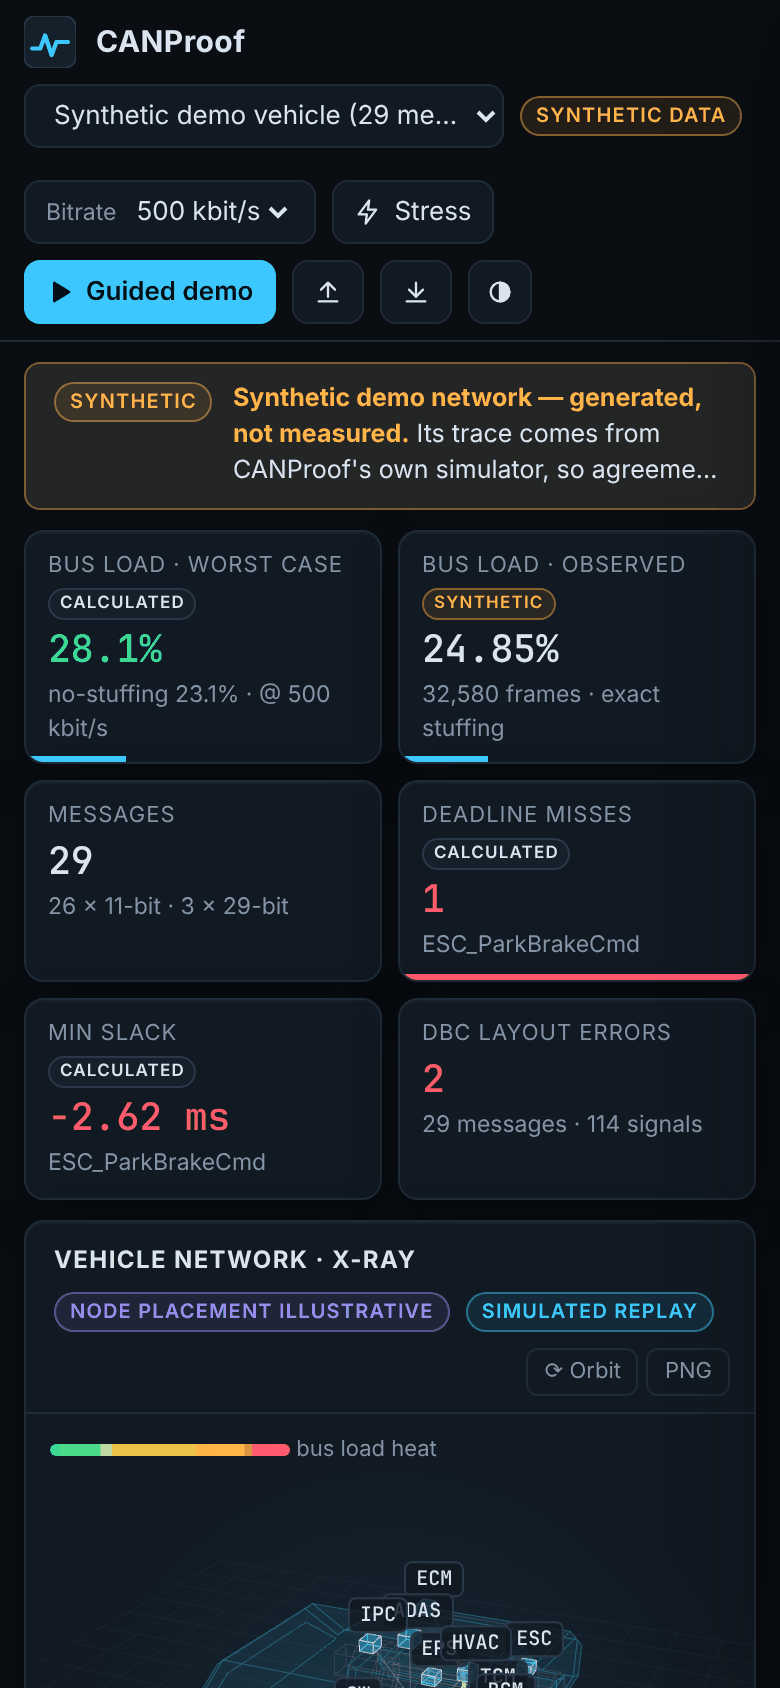 CANProof
Synthetic demo vehicle (29 me...
SYNTHETIC DATA
Bitrate 500 kbit/s
Stress
Guided demo
SYNTHETIC
Synthetic demo network — generated,
not measured. Its trace comes from
CANProof's own simulator, so agreeme...
BUS LOAD · WORST CASE
CALCULATED
28.1%
no-stuffing 23.1% · @ 500
kbit/s
BUS LOAD · OBSERVED
SYNTHETIC
24.85%
32,580 frames · exact
stuffing
MESSAGES
29
26 × 11-bit · 3 × 29-bit
DEADLINE MISSES
CALCULATED
1
ESC_ParkBrakeCmd
MIN SLACK
CALCULATED
-2.62 ms
ESC_ParkBrakeCmd
DBC LAYOUT ERRORS
2
29 messages · 114 signals
VEHICLE NETWORK · X-RAY
NODE PLACEMENT ILLUSTRATIVE
SIMULATED REPLAY
⟳ Orbit
PNG
bus load heat
ECM
IPC
ADAS
HVAC
ESC